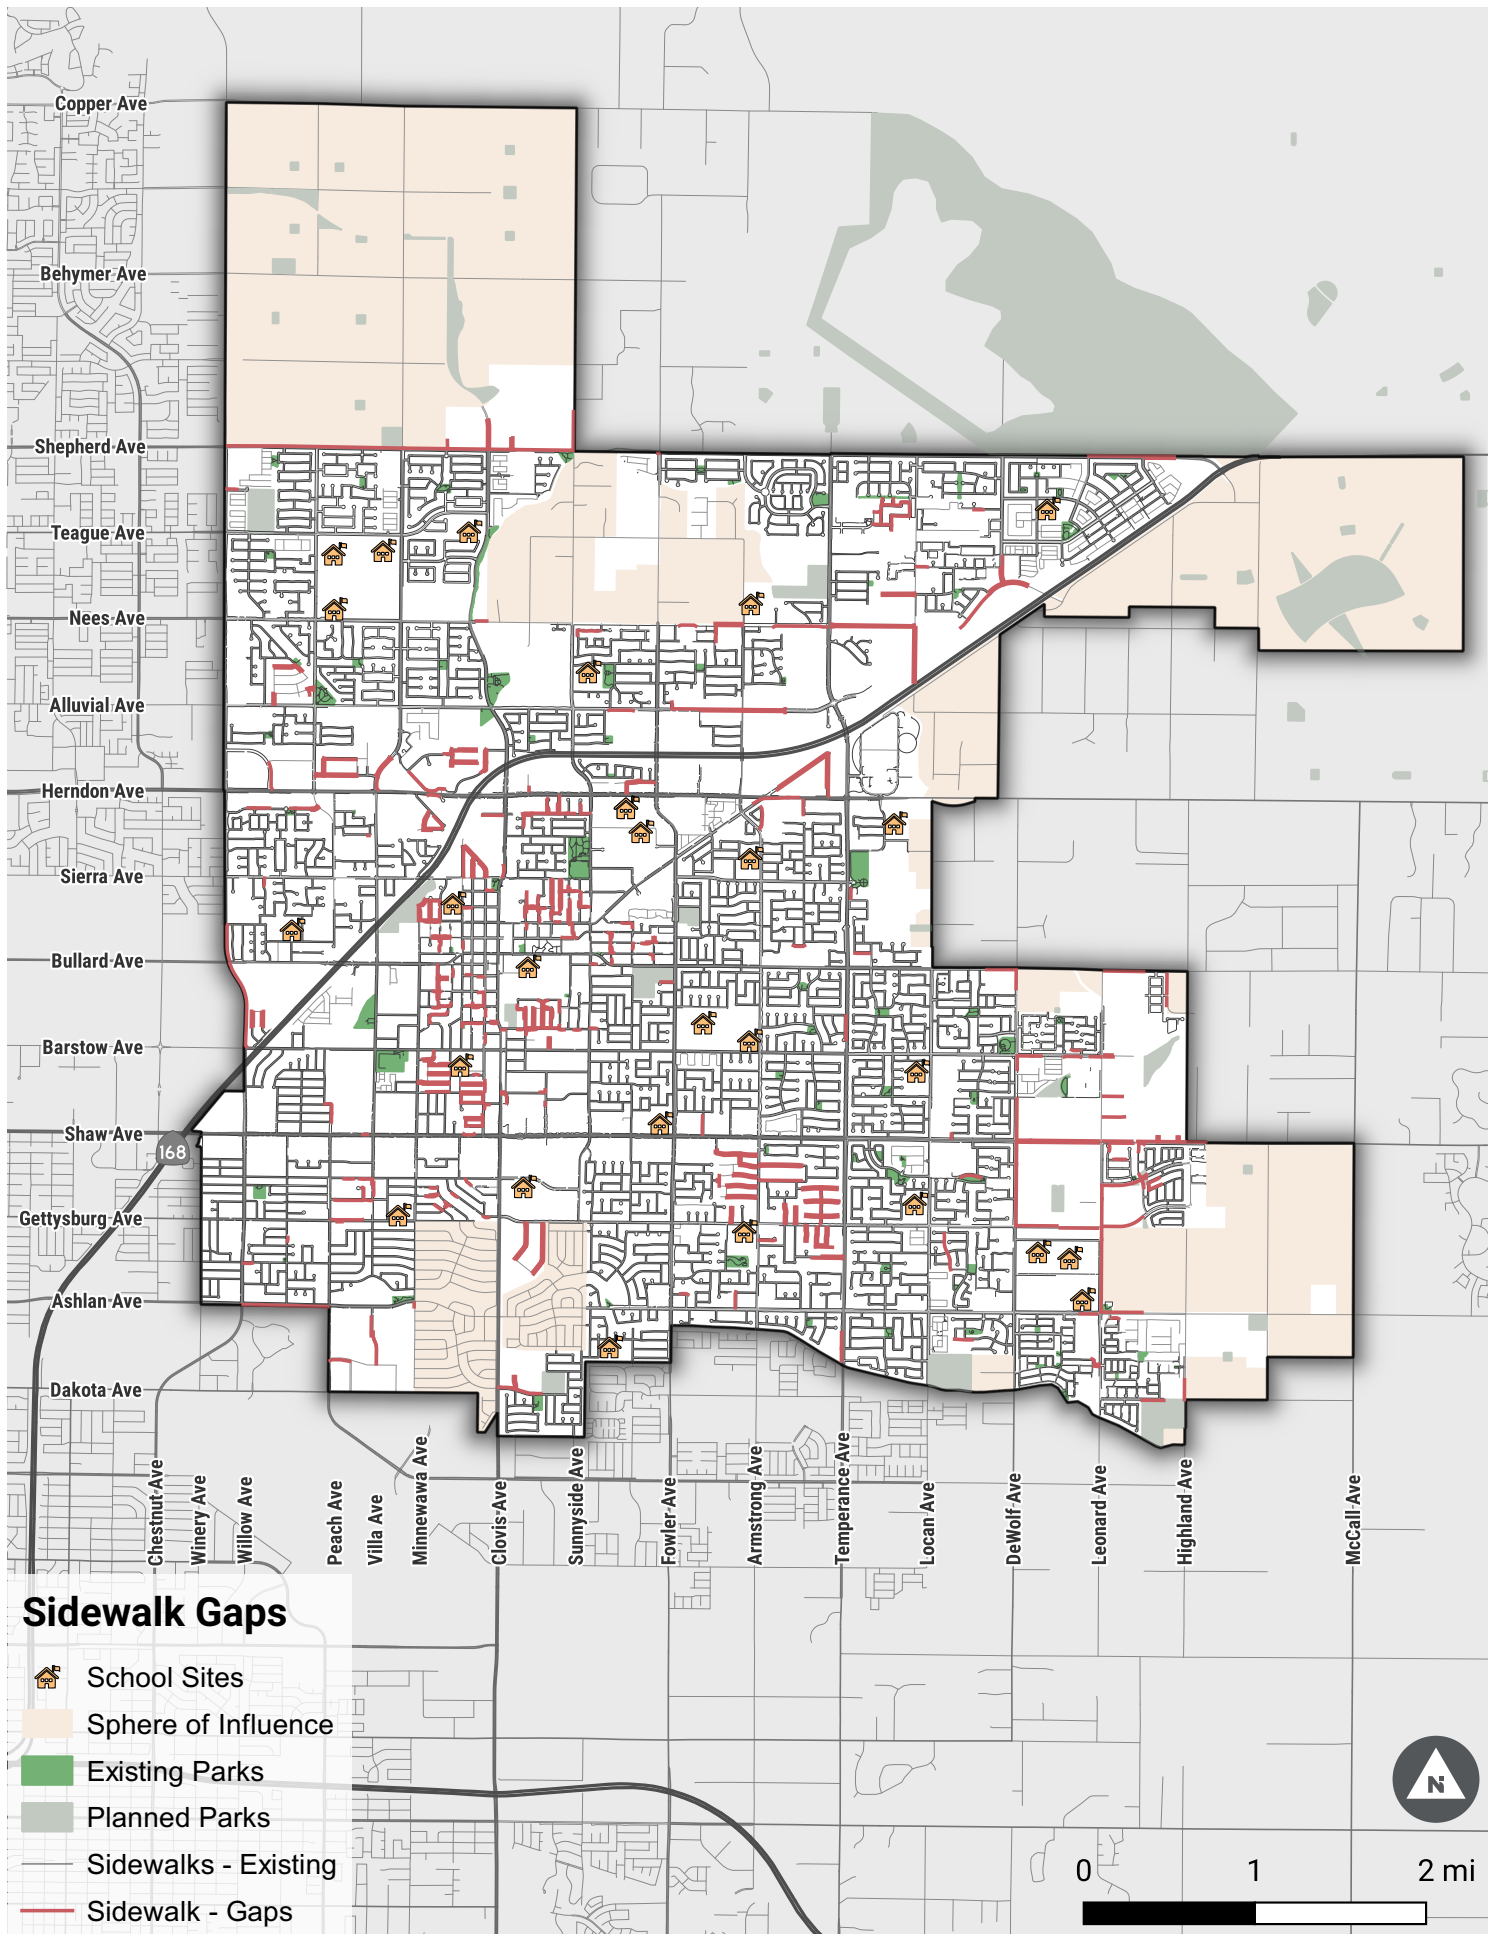 Copper Ave
Behymer Ave
Shepherd Ave
Teague Ave
Nees Ave
Alluvial Ave
Herndon Ave
Sierra Ave
Bullard Ave
Barstow Ave
Shaw Ave
168
Gettysburg Ave
Ashlan Ave
Dakota Ave
Chestnut Ave
Winery Ave
Willow Ave
Peach Ave
Villa Ave
Minnewawa Ave
Clovis Ave
Sunnyside Ave
Fowler Ave
Armstrong Ave
Temperance Ave
Locan Ave
DeWolf Ave
Leonard Ave
Highland Ave
McCall Ave
Sidewalk Gaps
School Sites
Sphere of Influence
Existing Parks
Planned Parks
Sidewalks - Existing
Sidewalk - Gaps
N
0 1 2 mi